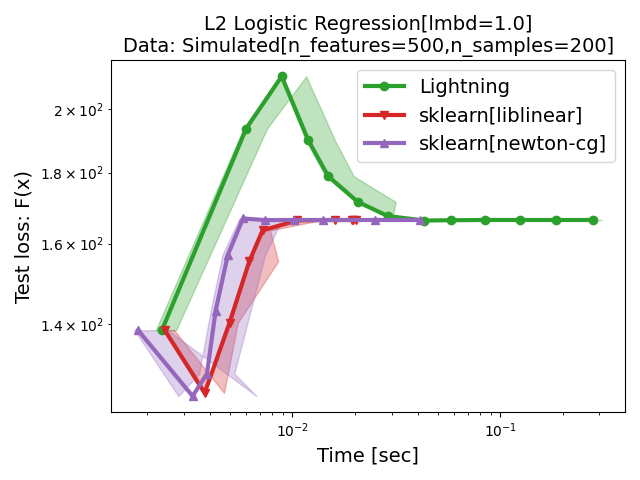 L2 Logistic Regression[lmbd=1.0]
Data: Simulated[n_features=500,n_samples=200]
Lightning
sklearn[liblinear]
sklearn[newton-cg]
Test loss: F(x)
2 × 10²
1.8 × 10²
1.6 × 10²
1.4 × 10²
10⁻² 10⁻¹
Time [sec]